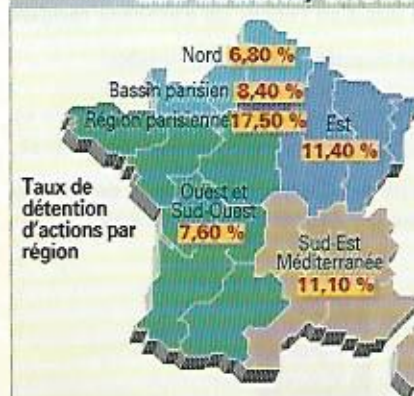 Nord 6,80 %
Bassin parisien 8,40 %
Région parisienne 17,50 %
Est
11,40 %
Taux de
détention
d'actions par
région
Ouest et
Sud-Ouest
7,60 %
Sud-Est
Méditerranée
11,10 %